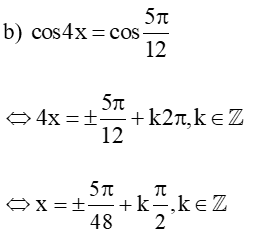 b) cos4x = cos 5π/12
⇔ 4x = ± 5π/12 + k2π, k ∈ ℤ
⇔ x = ± 5π/48 + k π/2, k ∈ ℤ